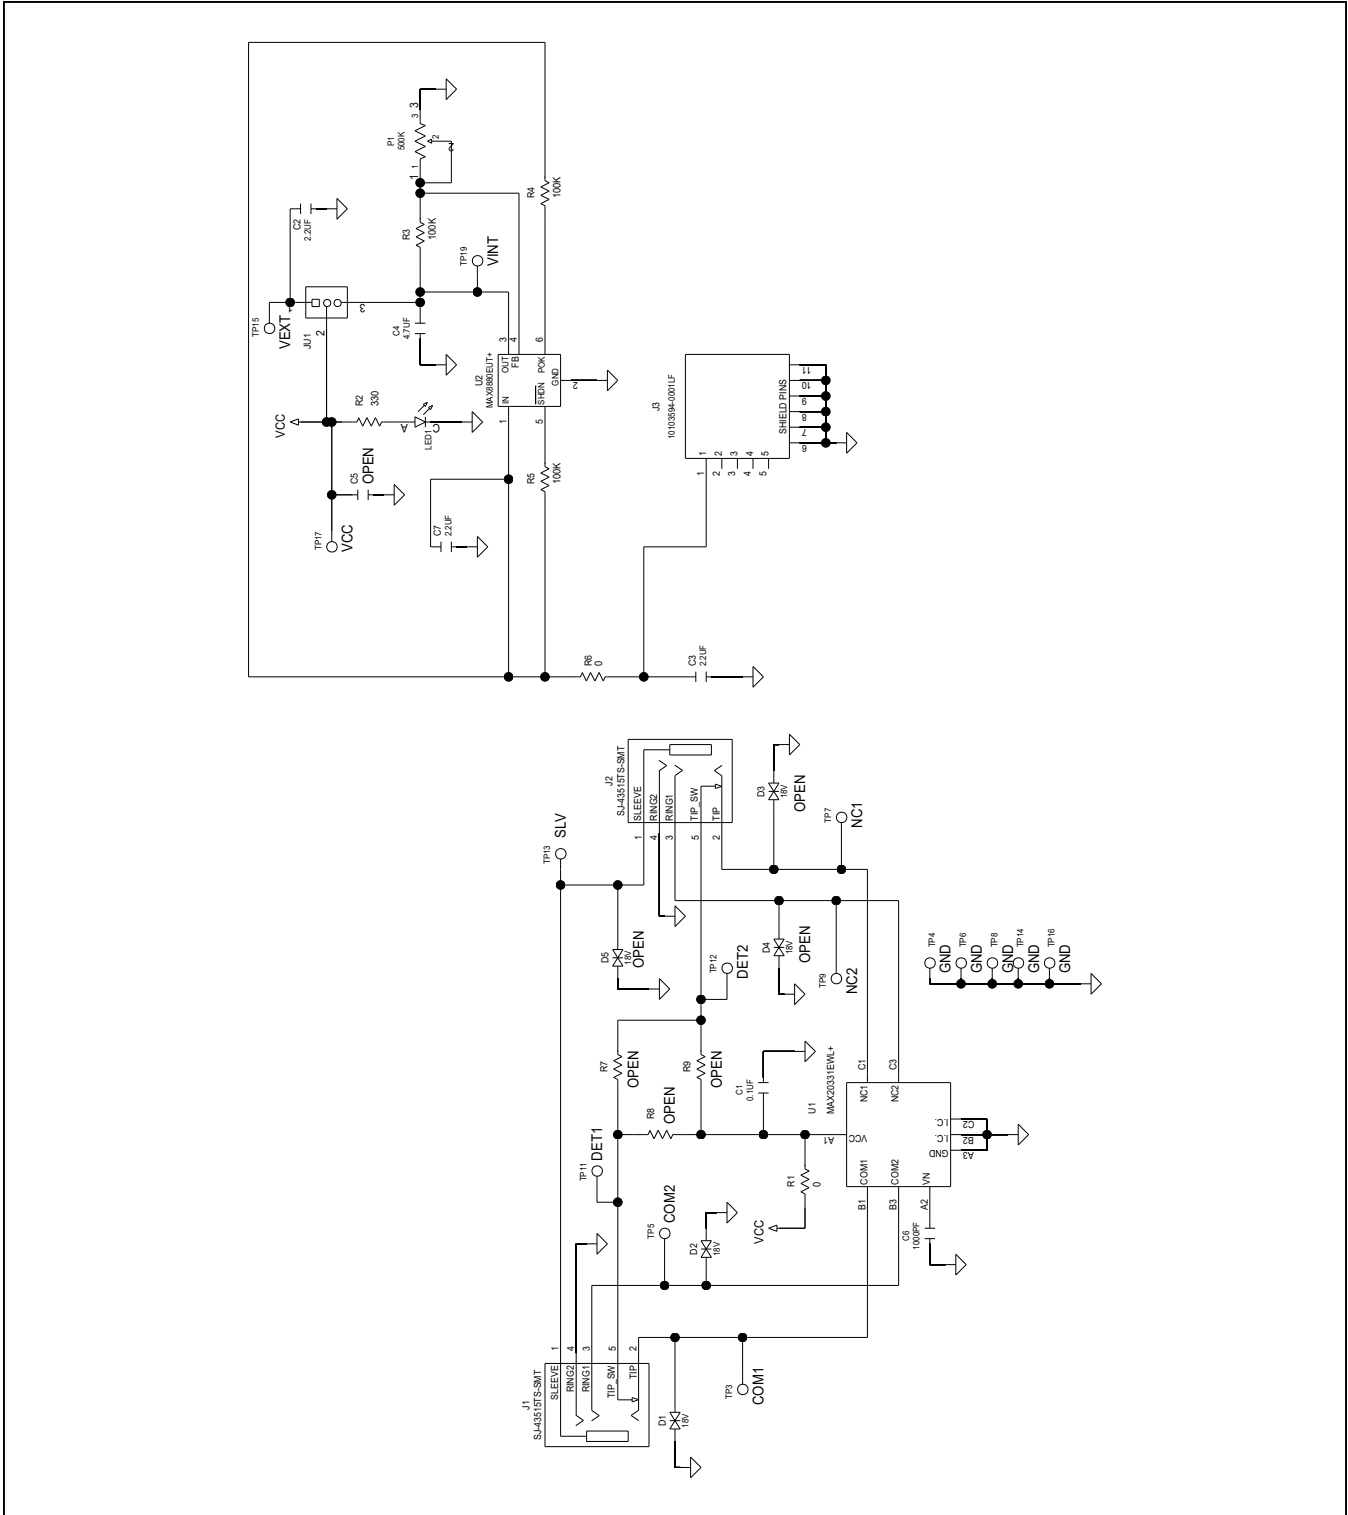 P1
500K
1
1
2
2
3
3
R4
100K
C2
2.2UF
R3
100K
TP19
VINT
TP15
VEXT
1
JU1
2
3
C4
4.7UF
U2
MAX8880EUT+
3
4
6
OUT
FB
POK
GND
2
IN
SHDN
1
5
VCC
R2
330
A
C
LED1
C5
OPEN
TP17
VCC
R5
100K
C7
2.2UF
J3
10103594-0001LF
1
2
3
4
5
1
2
3
4
5
SHIELD PINS
6
7
8
9
10
11
R6
0
C3
2.2UF
J2
SJ-43515TS-SMT
SLEEVE
RING2
RING1
TIP_SW
TIP
1
4
3
5
2
D3
18V
OPEN
TP7
NC1
TP13
SLV
D5
18V
OPEN
D4
18V
OPEN
TP9
NC2
TP12
DET2
TP4
GND
TP6
GND
TP8
GND
TP14
GND
TP16
GND
R7
OPEN
R9
OPEN
R8
OPEN
C1
0.1UF
U1
MAX20331EWL+
C1
C3
NC1
NC2
A1
VCC
I.C.
I.C.
GND
C2
B2
A3
COM1
COM2
VN
B1
B3
A2
R1
0
VCC
C6
1000PF
TP11
DET1
TP5
COM2
D2
18V
J1
SJ-43515TS-SMT
SLEEVE
RING2
RING1
TIP_SW
TIP
1
4
3
5
2
D1
18V
TP3
COM1